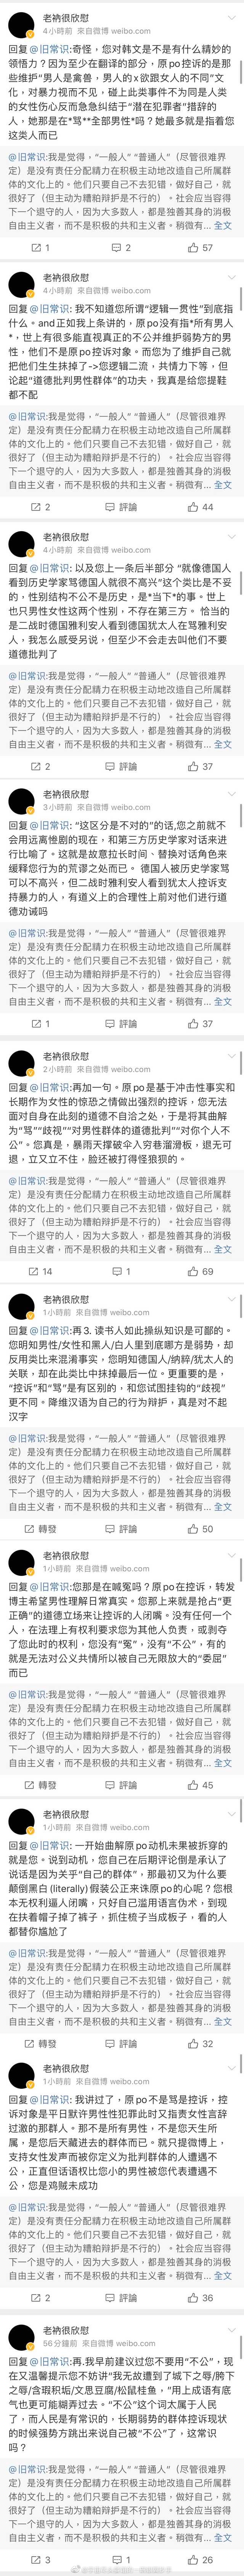 老衲很欣慰
4小時前 來自微博 weibo.com
回复@旧常识:奇怪，您对韩文是不是有什么精妙的
领悟力？因为至少在翻译的部分，原po控诉的是那
些维护“男人是禽兽，男人的x欲跟女人的不同”文
化，对暴力视而不见，碰上此类事件不为同是人类
的女性伤心反而急急纠结于“潜在犯罪者”措辞的
人，她那是在*骂**全部男性*吗？她最多就是指着您
这类人而已
@旧常识:我是觉得，“一般人”“普通人”（尽管很难界
定）是没有责任分配精力在积极主动地改造自己所属群
体的文化上的。他们只要自己不去犯错，做好自己，就
很好了（但主动为糟粕辩护是不行的）。社会应当容得
下一个退守的人，因为大多数人，都是独善其身的消极
自由主义者，而不是积极的共和主义者。稍微有... 全文
1
2
57
老衲很欣慰
4小時前 來自微博 weibo.com
回复@旧常识: 我不知道您所谓“逻辑一贯性”到底指
什么。and正如我上条讲的，原po没有指*所有男人
*，世上有很多能直视真正的不公并维护弱势方的男
性，他们不是原po控诉对象。而您为了维护自己就
把他们生生抹掉了->您逻辑二流，共情力下等，但
论起“道德批判男性群体”的功夫，我真是给您提鞋
都不配
@旧常识:我是觉得，“一般人”“普通人”（尽管很难界
定）是没有责任分配精力在积极主动地改造自己所属群
体的文化上的。他们只要自己不去犯错，做好自己，就
很好了（但主动为糟粕辩护是不行的）。社会应当容得
下一个退守的人，因为大多数人，都是独善其身的消极
自由主义者，而不是积极的共和主义者。稍微有... 全文
2
評論
44
老衲很欣慰
4小時前 來自微博 weibo.com
回复@旧常识: 以及您上一条后半部分 “就像德国人
看到历史学家骂德国人就很不高兴”这个类比是不妥
的，性别结构不公不是历史，是*当下*的事。世上
也只男性女性这两个性别，不存在第三方。 恰当的
是二战时德国雅利安人看到德国犹太人在骂雅利安
人，我怎么感受另说，但至少不会走去叫他们不要
道德批判了
@旧常识:我是觉得，“一般人”“普通人”（尽管很难界
定）是没有责任分配精力在积极主动地改造自己所属群
体的文化上的。他们只要自己不去犯错，做好自己，就
很好了（但主动为糟粕辩护是不行的）。社会应当容得
下一个退守的人，因为大多数人，都是独善其身的消极
自由主义者，而不是积极的共和主义者。稍微有... 全文
2
評論
37
老衲很欣慰
3小時前 來自微博 weibo.com
回复@旧常识: “这区分是不对的”的话,您之前就不
会用远离惨剧的现在，和第三方历史学家对话来进
行比喻了。这就是故意拉长时间、替换对话角色来
缓释您行为的荒谬之处而已。 德国人被历史学家骂
可以不高兴，但二战时雅利安人看到犹太人控诉支
持暴力的人，有道义上的合理性上前对他们进行道
德劝诫吗
@旧常识:我是觉得，“一般人”“普通人”（尽管很难界
定）是没有责任分配精力在积极主动地改造自己所属群
体的文化上的。他们只要自己不去犯错，做好自己，就
很好了（但主动为糟粕辩护是不行的）。社会应当容得
下一个退守的人，因为大多数人，都是独善其身的消极
自由主义者，而不是积极的共和主义者。稍微有... 全文
1
評論
37
老衲很欣慰
2小時前 來自微博 weibo.com
回复@旧常识:再加一句。原po是基于冲击性事实和
长期作为女性的惊恐之情做出强烈的控诉，您无法
面对自身在此刻的道德不自洽之处，于是将其曲解
为“骂”“歧视”“对男性群体的道德批判”“对你个人不
公”。您真是，暴雨天撑破伞入穷巷溜滑板，退无可
退，立又立不住，脸还被打得怪狼狈的。
@旧常识:我是觉得，“一般人”“普通人”（尽管很难界
定）是没有责任分配精力在积极主动地改造自己所属群
体的文化上的。他们只要自己不去犯错，做好自己，就
很好了（但主动为糟粕辩护是不行的）。社会应当容得
下一个退守的人，因为大多数人，都是独善其身的消极
自由主义者，而不是积极的共和主义者。稍微有... 全文
14
1
69
老衲很欣慰
1小時前 來自微博 weibo.com
回复@旧常识:再 3. 读书人如此操纵知识是可鄙的。
您明知男性/女性和黑人/白人里到底哪方是弱势，却
反用类比来混淆事实，您明知德国人/纳粹/犹太人的
关联，却在此类比中抹掉最后一位。更重要的是，
“控诉”和“骂”是有区别的，和您试图挂钩的“歧视”
更不同。降维汉语为自己的行为辩护，真是对不起
汉字
@旧常识:我是觉得，“一般人”“普通人”（尽管很难界
定）是没有责任分配精力在积极主动地改造自己所属群
体的文化上的。他们只要自己不去犯错，做好自己，就
很好了（但主动为糟粕辩护是不行的）。社会应当容得
下一个退守的人，因为大多数人，都是独善其身的消极
自由主义者，而不是积极的共和主义者。稍微有... 全文
轉發
評論
50
老衲很欣慰
1小時前 來自微博 weibo.com
回复@旧常识:您那是在喊冤吗？原po在控诉，转发
博主希望男性理解日常真实。您那上来就是抢占“更
正确”的道德立场来让控诉的人闭嘴。没有任何一个
人，在法理上有权利要求您为其他人负责，或剥夺
了您此时的权利，您没有“冤”，没有“不公”，有的
就是无法对公义共情所以被自己无限放大的“委屈”
而已
@旧常识:我是觉得，“一般人”“普通人”（尽管很难界
定）是没有责任分配精力在积极主动地改造自己所属群
体的文化上的。他们只要自己不去犯错，做好自己，就
很好了（但主动为糟粕辩护是不行的）。社会应当容得
下一个退守的人，因为大多数人，都是独善其身的消极
自由主义者，而不是积极的共和主义者。稍微有... 全文
轉發
評論
45
老衲很欣慰
1小時前 來自微博 weibo.com
回复@旧常识: 一开始曲解原po动机未果被拆穿的
就是您。说到动机，您自己在后期评论倒是承认了
说话是因为关乎“自己的群体”，那最初又为什么要
颠倒黑白 (literally) 假装公正来诛原po的心呢？您根
本无权利逼人闭嘴，只好自己滥用语言伪术，到现
在扶着帽子掉了裤子，抓住梳子当成板子，看的人
都替你尴尬了
@旧常识:我是觉得，“一般人”“普通人”（尽管很难界
定）是没有责任分配精力在积极主动地改造自己所属群
体的文化上的。他们只要自己不去犯错，做好自己，就
很好了（但主动为糟粕辩护是不行的）。社会应当容得
下一个退守的人，因为大多数人，都是独善其身的消极
自由主义者，而不是积极的共和主义者。稍微有... 全文
轉發
評論
32
老衲很欣慰
1小時前 來自微博 weibo.com
回复@旧常识: 我讲过了，原po不是骂是控诉，控
诉对象是平日默许男性性犯罪此时又指责女性言辞
过激的那群人。那不是所有男性，不是您天生所
属，是您后天藏进去的群体而已。就只提微博上，
支持女性发声而被你定义为批判群体的人遭遇不
公，正直但话语权比您小的男性被您代表遭遇不
公，您是鸡贼未成功
@旧常识:我是觉得，“一般人”“普通人”（尽管很难界
定）是没有责任分配精力在积极主动地改造自己所属群
体的文化上的。他们只要自己不去犯错，做好自己，就
很好了（但主动为糟粕辩护是不行的）。社会应当容得
下一个退守的人，因为大多数人，都是独善其身的消极
自由主义者，而不是积极的共和主义者。稍微有... 全文
2
評論
36
老衲很欣慰
56分鐘前 來自微博 weibo.com
回复@旧常识:再.我早前建议过您不要用“不公”，现
在又温馨提示您不妨讲“我无故遭到了城下之辱/胯下
之辱/含瑕积垢/文思豆腐/松鼠桂鱼，“用上成语有底
气也更可能糊弄过去。“不公”这个词太属于人民
了，而人民是有常识的，长期弱势的群体控诉现状
的时候强势方跳出来说自己被“不公”了，这常识
吗？
@旧常识:我是觉得，“一般人”“普通人”（尽管很难界
定）是没有责任分配精力在积极主动地改造自己所属群
体的文化上的。他们只要自己不去犯错，做好自己，就
很好了（但主动为糟粕辩护是不行的）。社会应当容得
下一个退守的人，因为大多数人，都是独善其身的消极
自由主义者，而不是积极的共和主义者。稍微有... 全文
3
1
26